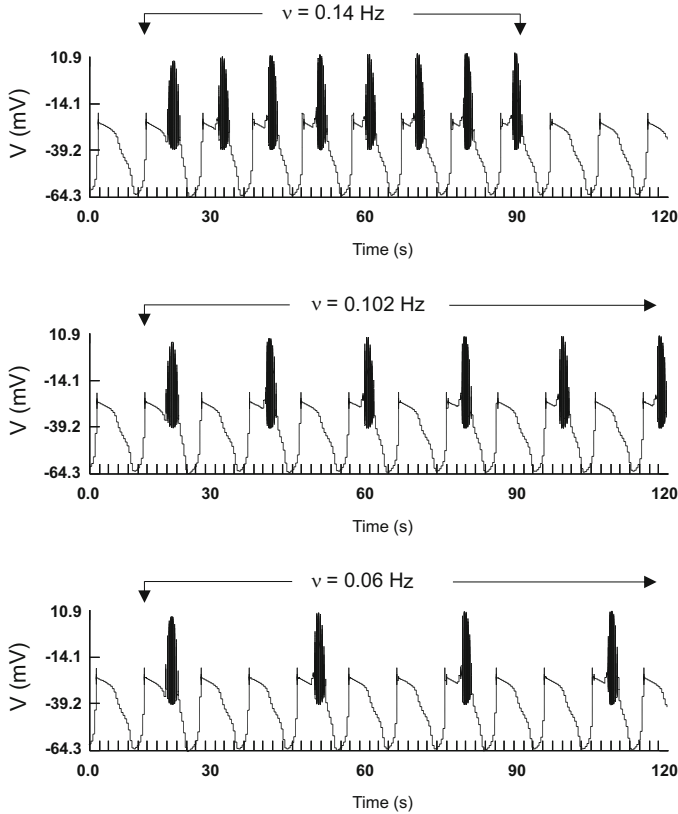 ν = 0.14 Hz
V (mV)
10.9
-14.1
-39.2
-64.3
0.0 30 60 90 120
Time (s)
ν = 0.102 Hz
V (mV)
10.9
-14.1
-39.2
-64.3
0.0 30 60 90 120
Time (s)
ν = 0.06 Hz
V (mV)
10.9
-14.1
-39.2
-64.3
0.0 30 60 90 120
Time (s)